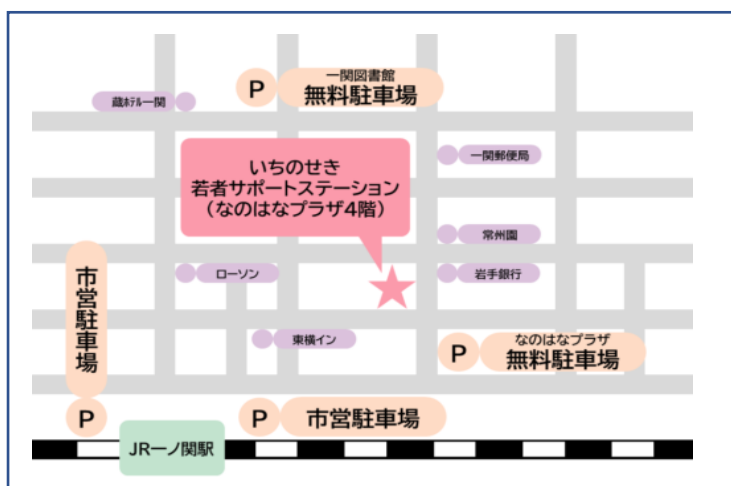 一関図書館
P 無料駐車場
蔵ホテル一関
一関郵便局
いちのせき
若者サポートステーション
（なのはなプラザ4階）
常州園
ローソン
岩手銀行
市営駐車場
東横イン
なのはなプラザ
P 無料駐車場
P
P 市営駐車場
JR一ノ関駅